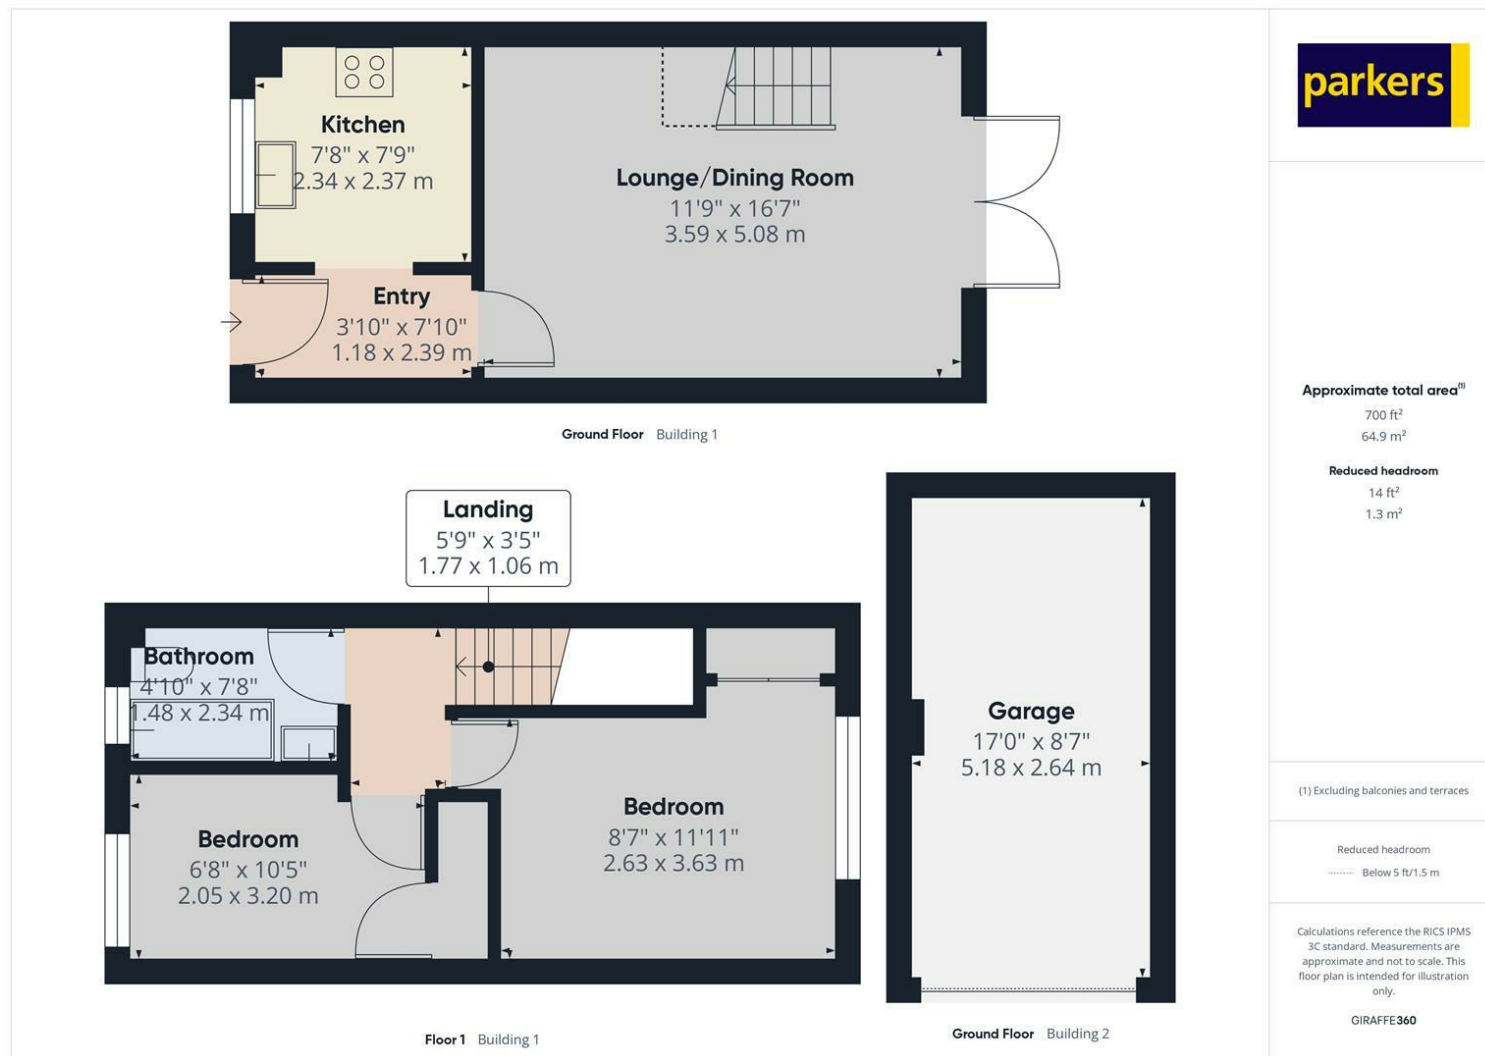 Kitchen
7'8" x 7'9"
2.34 x 2.37 m
Lounge/Dining Room
11'9" x 16'7"
3.59 x 5.08 m
Entry
3'10" x 7'10"
1.18 x 2.39 m
Ground Floor Building 1
Landing
5'9" x 3'5"
1.77 x 1.06 m
Bathroom
4'10" x 7'8"
1.48 x 2.34 m
Bedroom
6'8" x 10'5"
2.05 x 3.20 m
Bedroom
8'7" x 11'11"
2.63 x 3.63 m
Floor 1 Building 1
Garage
17'0" x 8'7"
5.18 x 2.64 m
Ground Floor Building 2
parkers
Approximate total area(1)
700 ft²
64.9 m²
Reduced headroom
14 ft²
1.3 m²
(1) Excluding balconies and terraces
Reduced headroom
Below 5 ft/1.5 m
Calculations reference the RICS IPMS
3C standard. Measurements are
approximate and not to scale. This
floor plan is intended for illustration
only.
GIRAFFE360